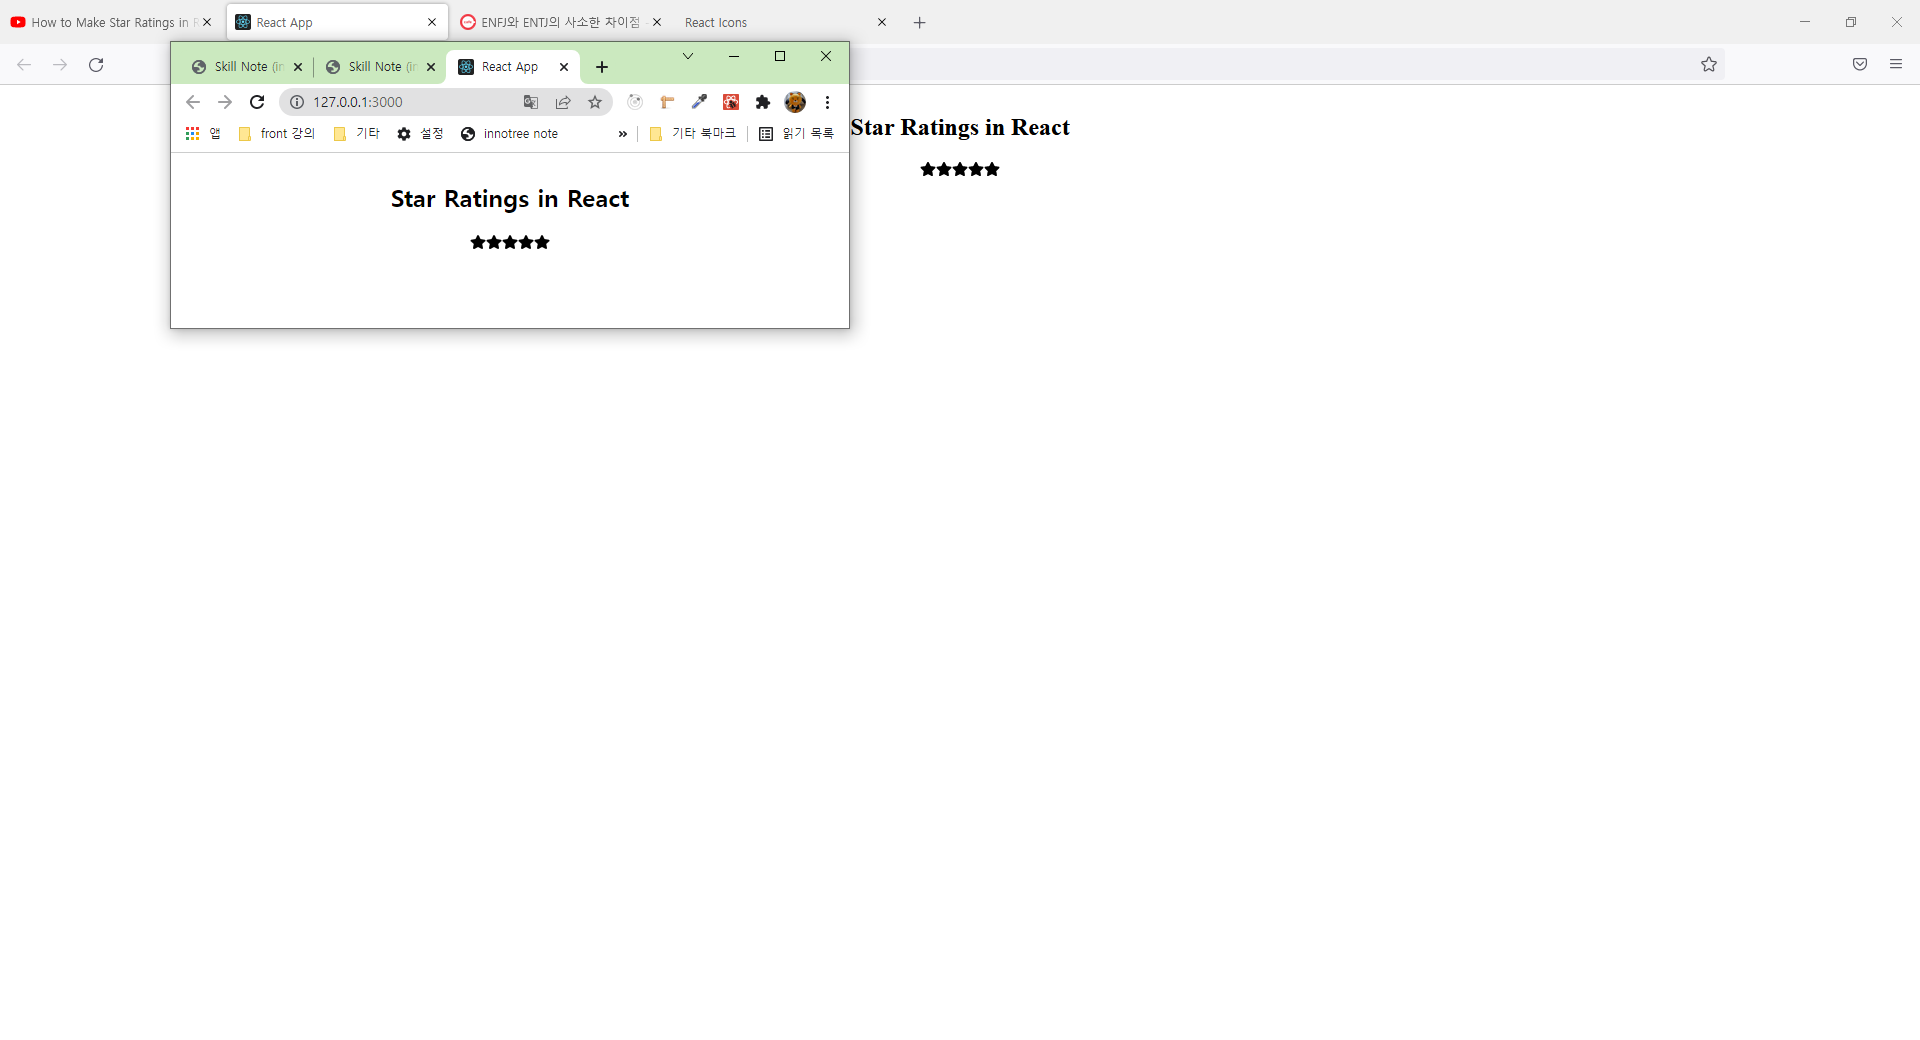 How to Make Star Ratings in R
React App
ENFJ와 ENTJ의 사소한 차이점 -
React Icons
Skill Note (in
Skill Note (in
React App
127.0.0.1:3000
앱
front 강의
기타
설정
innotree note
»
기타 북마크
읽기 목록
Star Ratings in React
Star Ratings in React